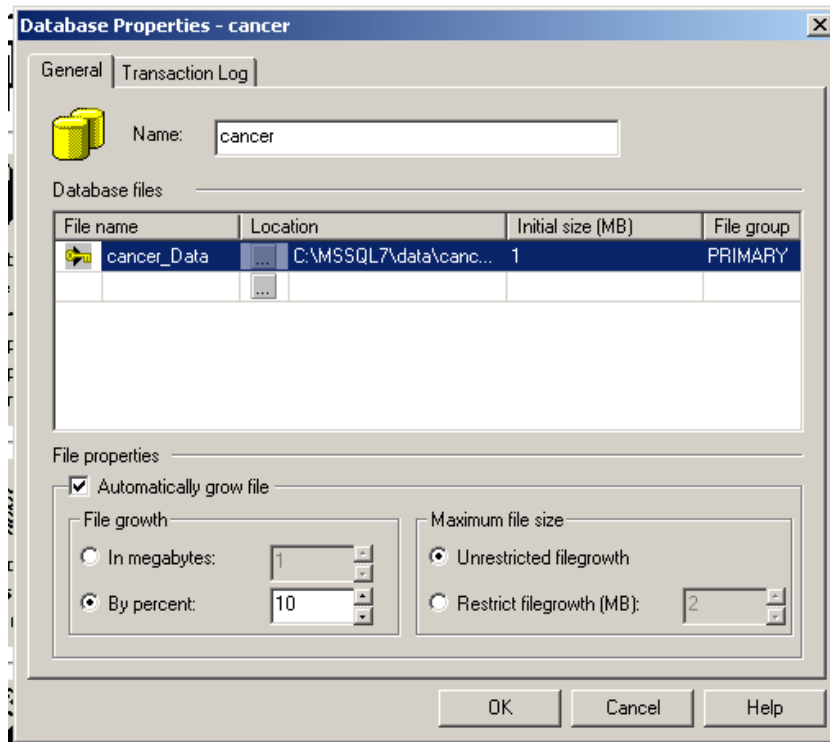 Database Properties - cancer
General
Transaction Log
Name:
cancer
Database files
File name Location Initial size (MB) File group
cancer_Data ... C:\MSSQL7\data\canc... 1 PRIMARY
...
File properties
Automatically grow file
File growth
In megabytes: 1
By percent: 10
Maximum file size
Unrestricted filegrowth
Restrict filegrowth (MB): 2
OK Cancel Help